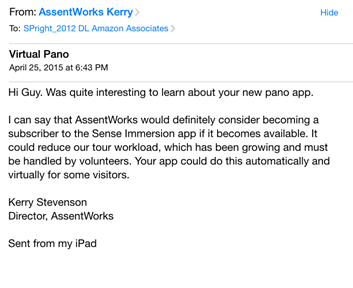 From: AssentWorks Kerry Hide
To: SPright_2012 DL Amazon Associates
Virtual Pano
April 25, 2015 at 6:43 PM
Hi Guy. Was quite interesting to learn about your new pano app.
I can say that AssentWorks would definitely consider becoming a
subscriber to the Sense Immersion app if it becomes available. It
could reduce our tour workload, which has been growing and must
be handled by volunteers. Your app could do this automatically and
virtually for some visitors.
Kerry Stevenson
Director, AssentWorks
Sent from my iPad